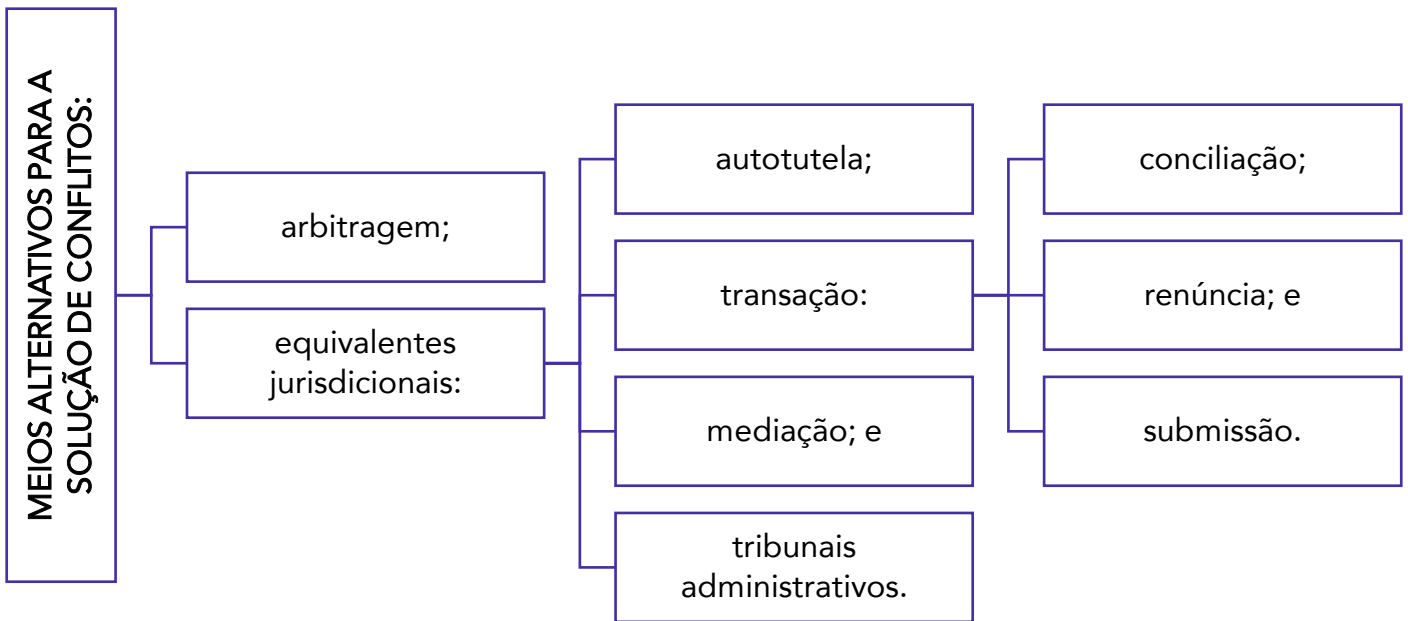 MEIOS ALTERNATIVOS PARA A
SOLUÇÃO DE CONFLITOS:
arbitragem;
equivalentes
jurisdicionais:
autotutela;
transação:
mediação; e
tribunais
administrativos.
conciliação;
renúncia; e
submissão.